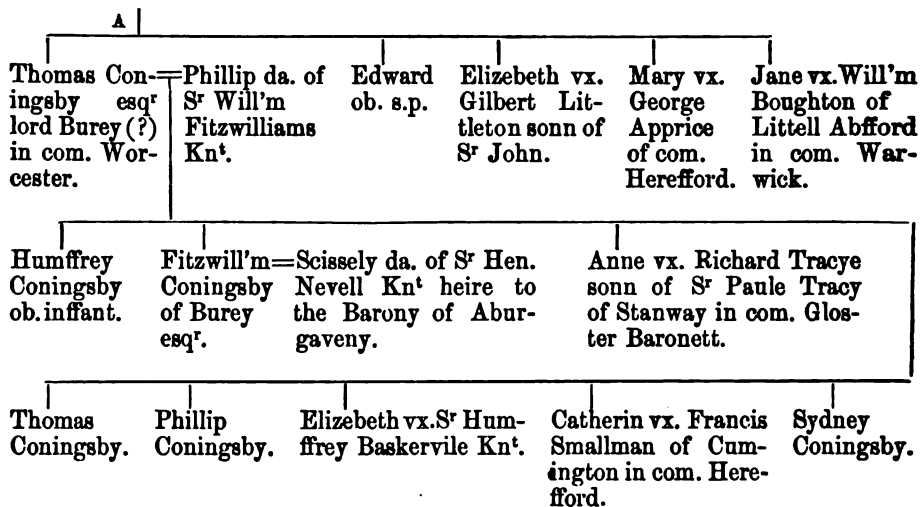 A
Thomas Con-
ingsby esqʳ
lord Burey (?)
in com. Wor-
cester.
=Phillip da. of
Sʳ Will'm
Fitzwilliams
Knᵗ.
Edward
ob. s.p.
Elizebeth vx.
Gilbert Lit-
tleton sonn of
Sʳ John.
Mary vx.
George
Apprice
of com.
Herefford.
Jane vx. Will'm
Boughton of
Littell Abfford
in com. War-
wick.
Humffrey
Coningsby
ob. inffant.
Fitzwill'm
Coningsby
of Burey
esqʳ.
=Scissely da. of Sʳ Hen.
Nevell Knᵗ heire to
the Barony of Abur-
gaveny.
Anne vx. Richard Tracye
sonn of Sʳ Paule Tracy
of Stanway in com. Glos-
ter Baronett.
Thomas
Coningsby.
Phillip
Coningsby.
Elizebeth vx. Sʳ Hum-
ffrey Baskervile Knᵗ.
Catherin vx. Francis
Smallman of Cum-
ington in com. Here-
fford.
Sydney
Coningsby.